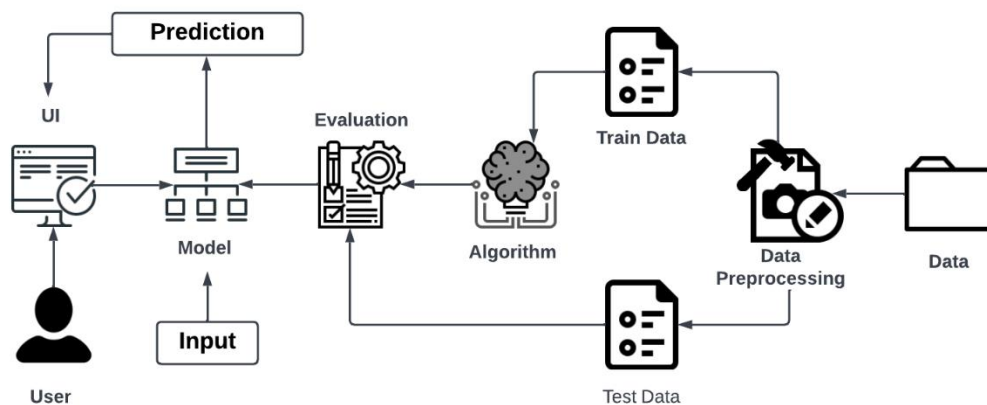 Prediction
UI
Evaluation
Train Data
Model
Algorithm
Data
Preprocessing
Data
Input
User
Test Data